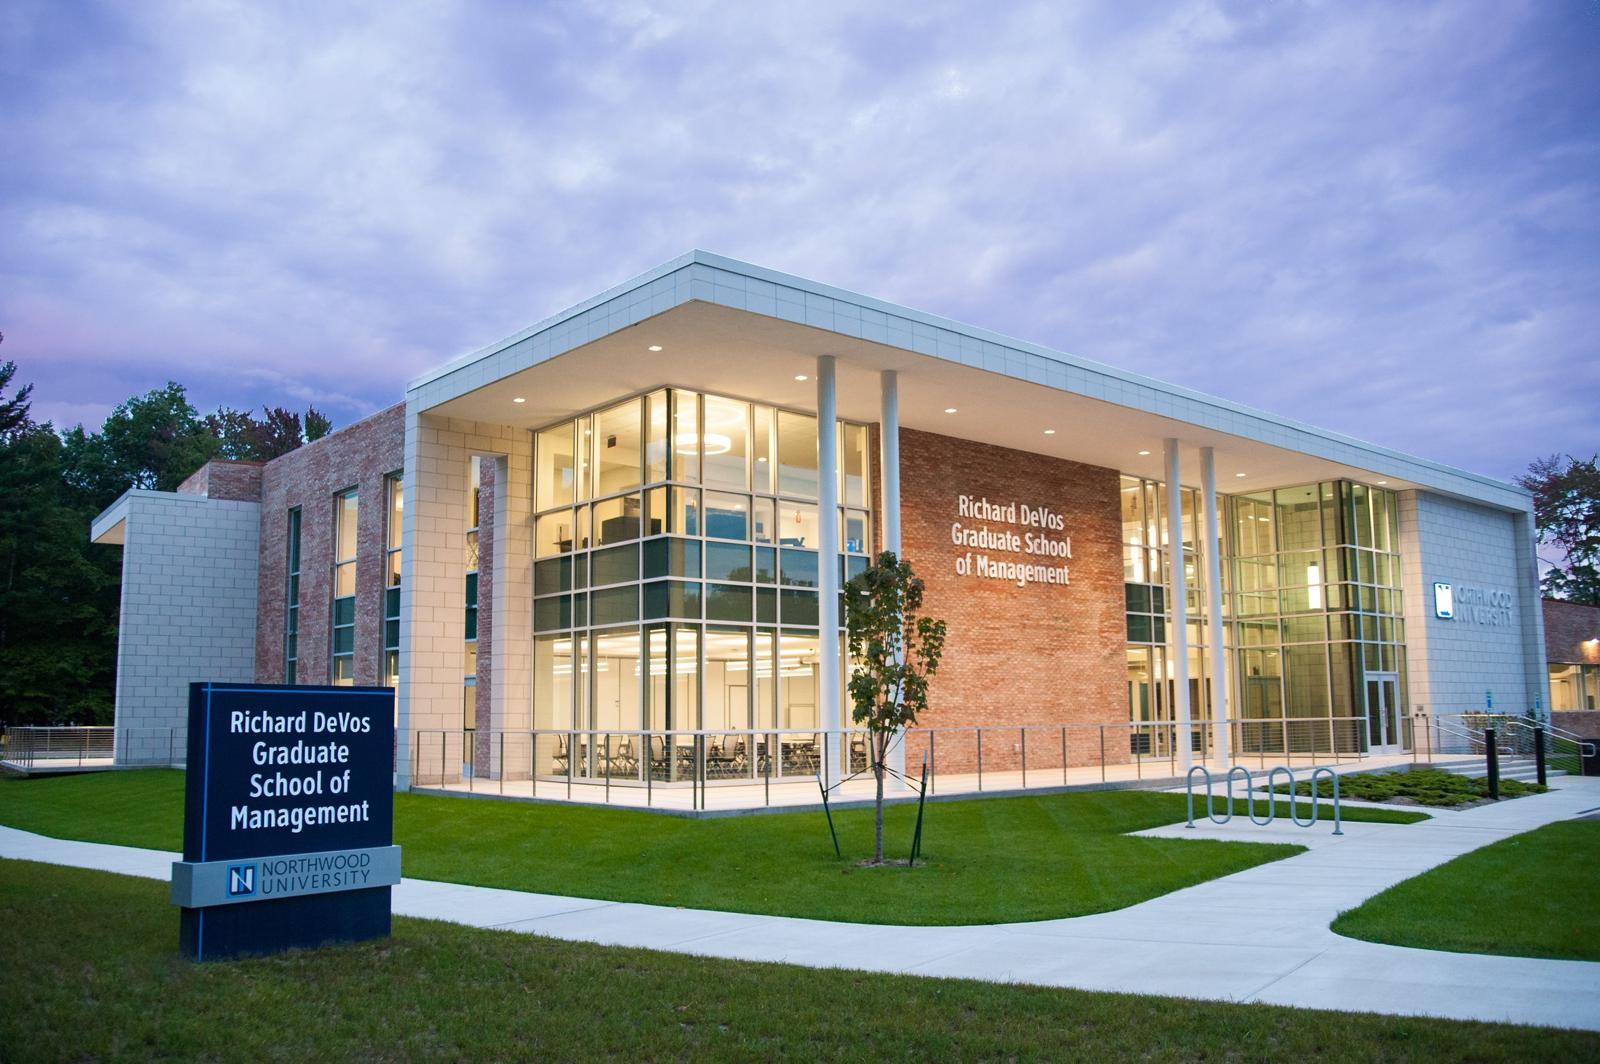 Richard DeVos
Graduate School
of Management
NORTHWOOD
UNIVERSITY
Richard DeVos
Graduate
School of
Management
N NORTHWOOD
UNIVERSITY